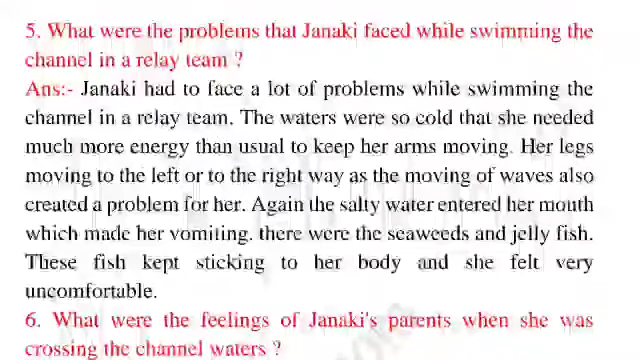 5. What were the problems that Janaki faced while swimming the
channel in a relay team ?
Ans:- Janaki had to face a lot of problems while swimming the
channel in a relay team. The waters were so cold that she needed
much more energy than usual to keep her arms moving. Her legs
moving to the left or to the right way as the moving of waves also
created a problem for her. Again the salty water entered her mouth
which made her vomiting. there were the seaweeds and jelly fish.
These fish kept sticking to her body and she felt very
uncomfortable.
6. What were the feelings of Janaki's parents when she was
crossing the channel waters ?